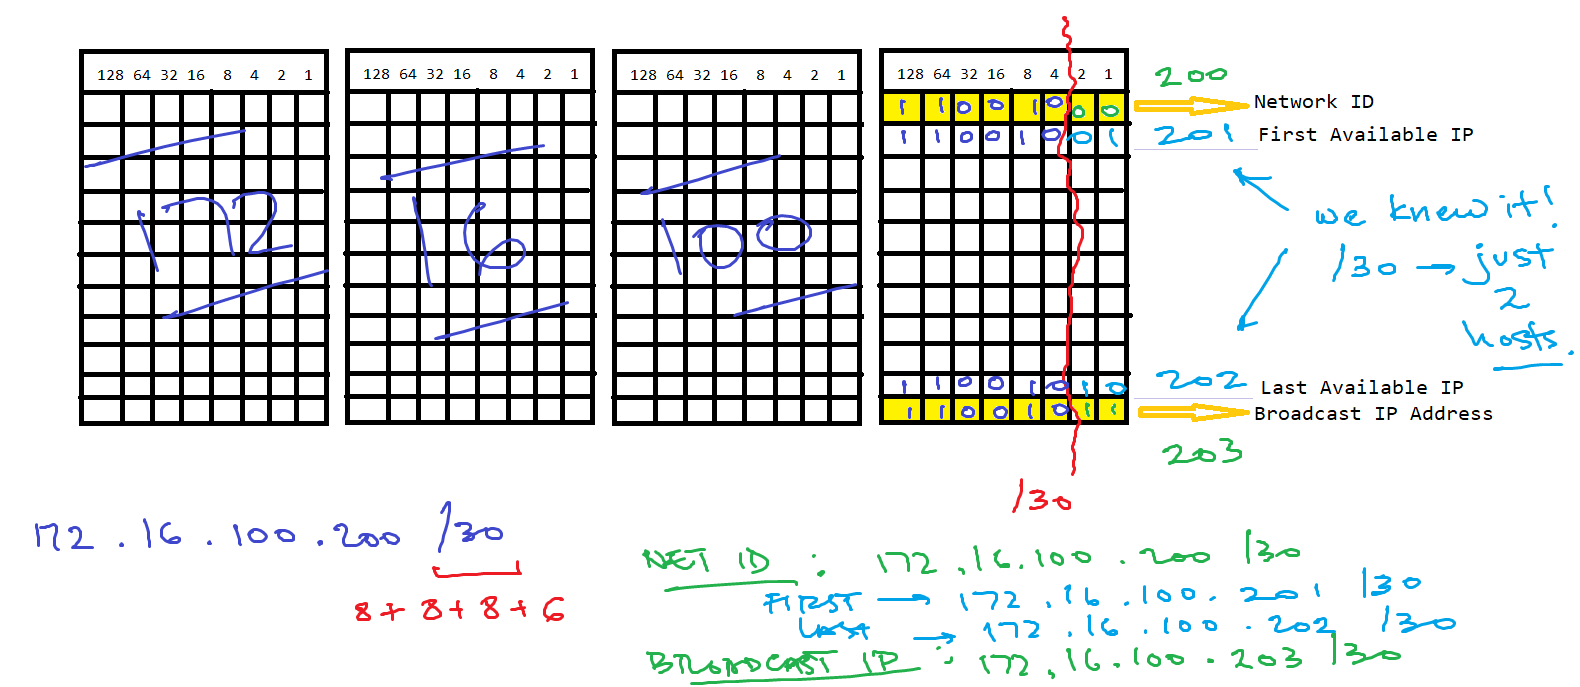 128 64 32 16 8 4 2 1
128 64 32 16 8 4 2 1
128 64 32 16 8 4 2 1
128 64 32 16 8 4 2 1
200
1 1 0 0 1 0 0 0
Network ID
1 1 0 0 1 0 0 1
201
First Available IP
172
16
100
we knew it!
/30 → just
2
hosts.
1 1 0 0 1 0 1 0
202
Last Available IP
1 1 0 0 1 0 1 1
Broadcast IP Address
203
/30
172 . 16 . 100 . 200 /30
8 + 8 + 8 + 6
NET ID : 172 . 16 . 100 . 200 /30
FIRST → 172 . 16 . 100 . 201 /30
LAST → 172 . 16 . 100 . 202 /30
BROADCAST IP : 172 . 16 . 100 . 203 /30